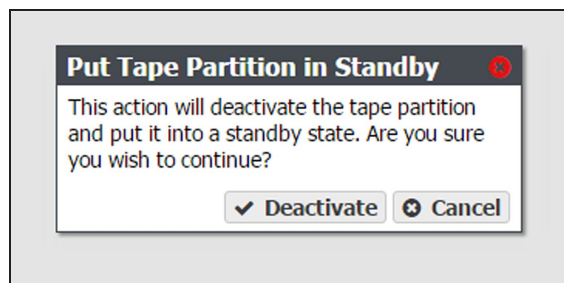 Put Tape Partition in Standby
This action will deactivate the tape partition
and put it into a standby state. Are you sure
you wish to continue?
Deactivate Cancel